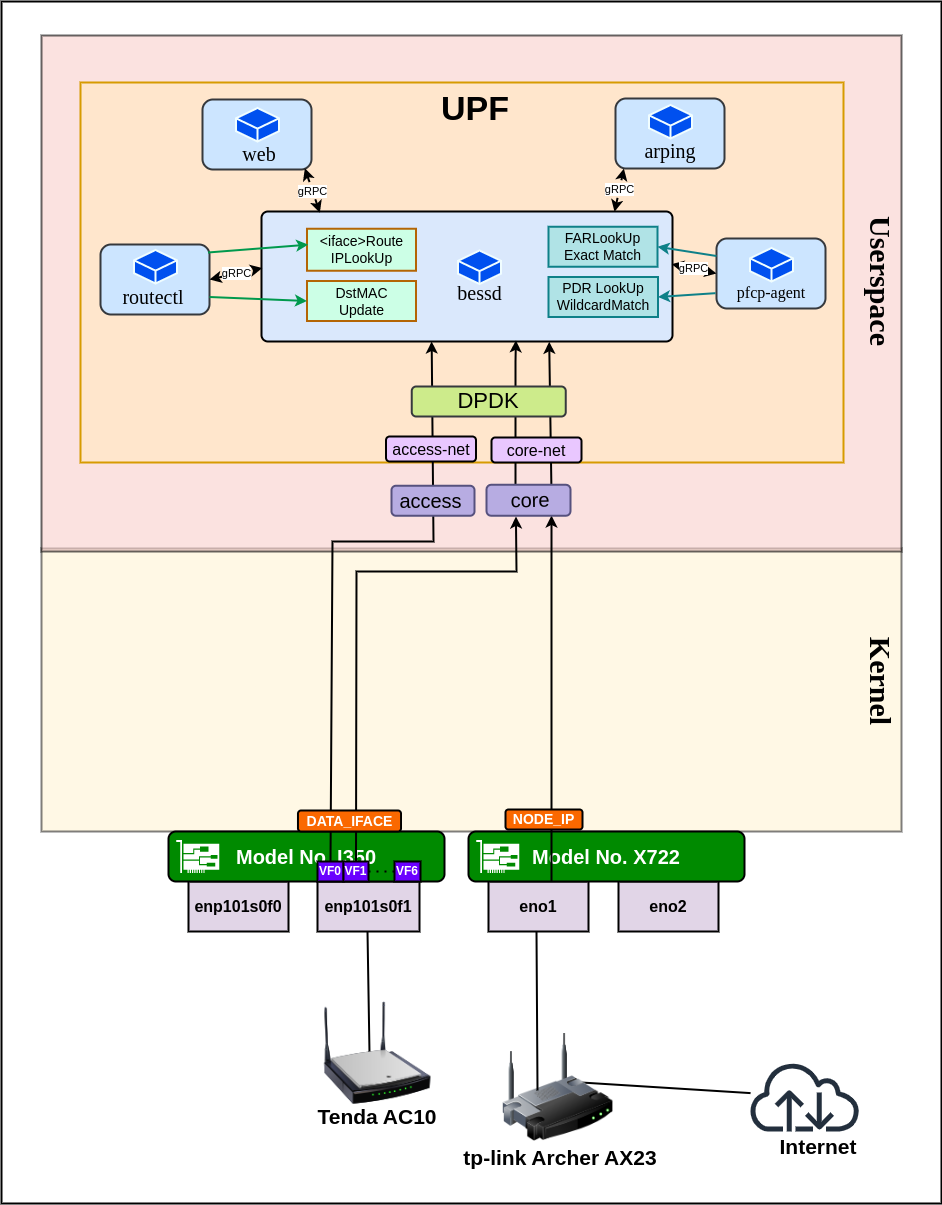 UPF
web
arping
gRPC
gRPC
Userspace
<iface>Route
IPLookUp
FARLookUp
Exact Match
routectl
gRPC
bessd
gRPC
pfcp-agent
DstMAC
Update
PDR LookUp
WildcardMatch
DPDK
access-net
core-net
access
core
Kernel
DATA_IFACE
NODE_IP
Model No. I350
Model No. X722
VF0
VF1
...
VF6
enp101s0f0
enp101s0f1
eno1
eno2
Tenda AC10
tp-link Archer AX23
Internet